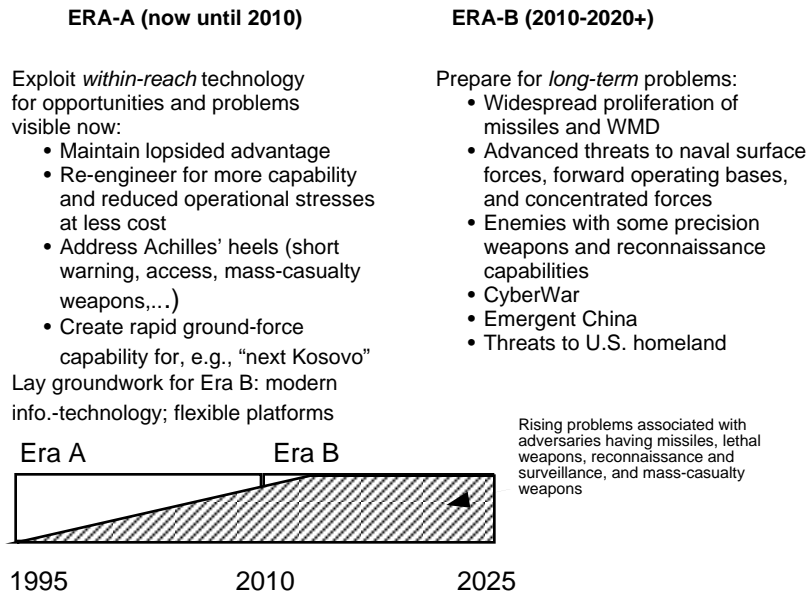 ERA-A (now until 2010)
Exploit within-reach technology
for opportunities and problems
visible now:
• Maintain lopsided advantage
• Re-engineer for more capability
and reduced operational stresses
at less cost
• Address Achilles’ heels (short
warning, access, mass-casualty
weapons,...)
• Create rapid ground-force
capability for, e.g., “next Kosovo”
Lay groundwork for Era B: modern
info.-technology; flexible platforms
ERA-B (2010-2020+)
Prepare for long-term problems:
• Widespread proliferation of
missiles and WMD
• Advanced threats to naval surface
forces, forward operating bases,
and concentrated forces
• Enemies with some precision
weapons and reconnaissance
capabilities
• CyberWar
• Emergent China
• Threats to U.S. homeland
Era A
Era B
Rising problems associated with
adversaries having missiles, lethal
weapons, reconnaissance and
surveillance, and mass-casualty
weapons
1995
2010
2025